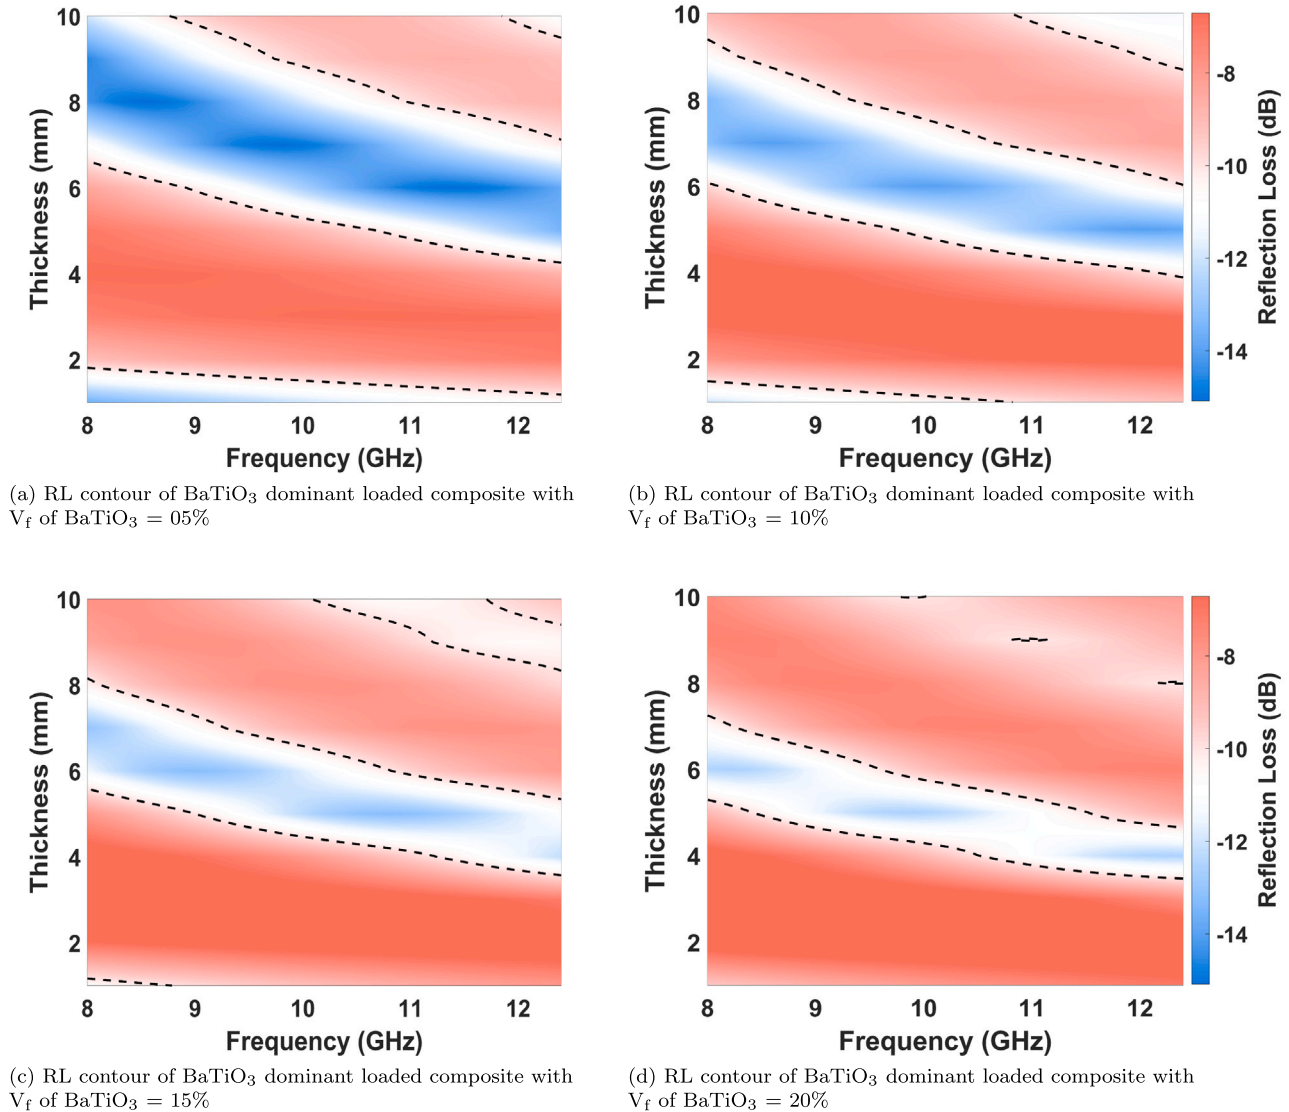 10
8
6
4
2
Thickness (mm)
8 9 10 11 12
Frequency (GHz)
(a) RL contour of BaTiO3 dominant loaded composite with
Vf of BaTiO3 = 05%
10
8
6
4
2
Thickness (mm)
8 9 10 11 12
Frequency (GHz)
-8
-10
-12
-14
Reflection Loss (dB)
(b) RL contour of BaTiO3 dominant loaded composite with
Vf of BaTiO3 = 10%
10
8
6
4
2
Thickness (mm)
8 9 10 11 12
Frequency (GHz)
(c) RL contour of BaTiO3 dominant loaded composite with
Vf of BaTiO3 = 15%
10
8
6
4
2
Thickness (mm)
8 9 10 11 12
Frequency (GHz)
-8
-10
-12
-14
Reflection Loss (dB)
(d) RL contour of BaTiO3 dominant loaded composite with
Vf of BaTiO3 = 20%